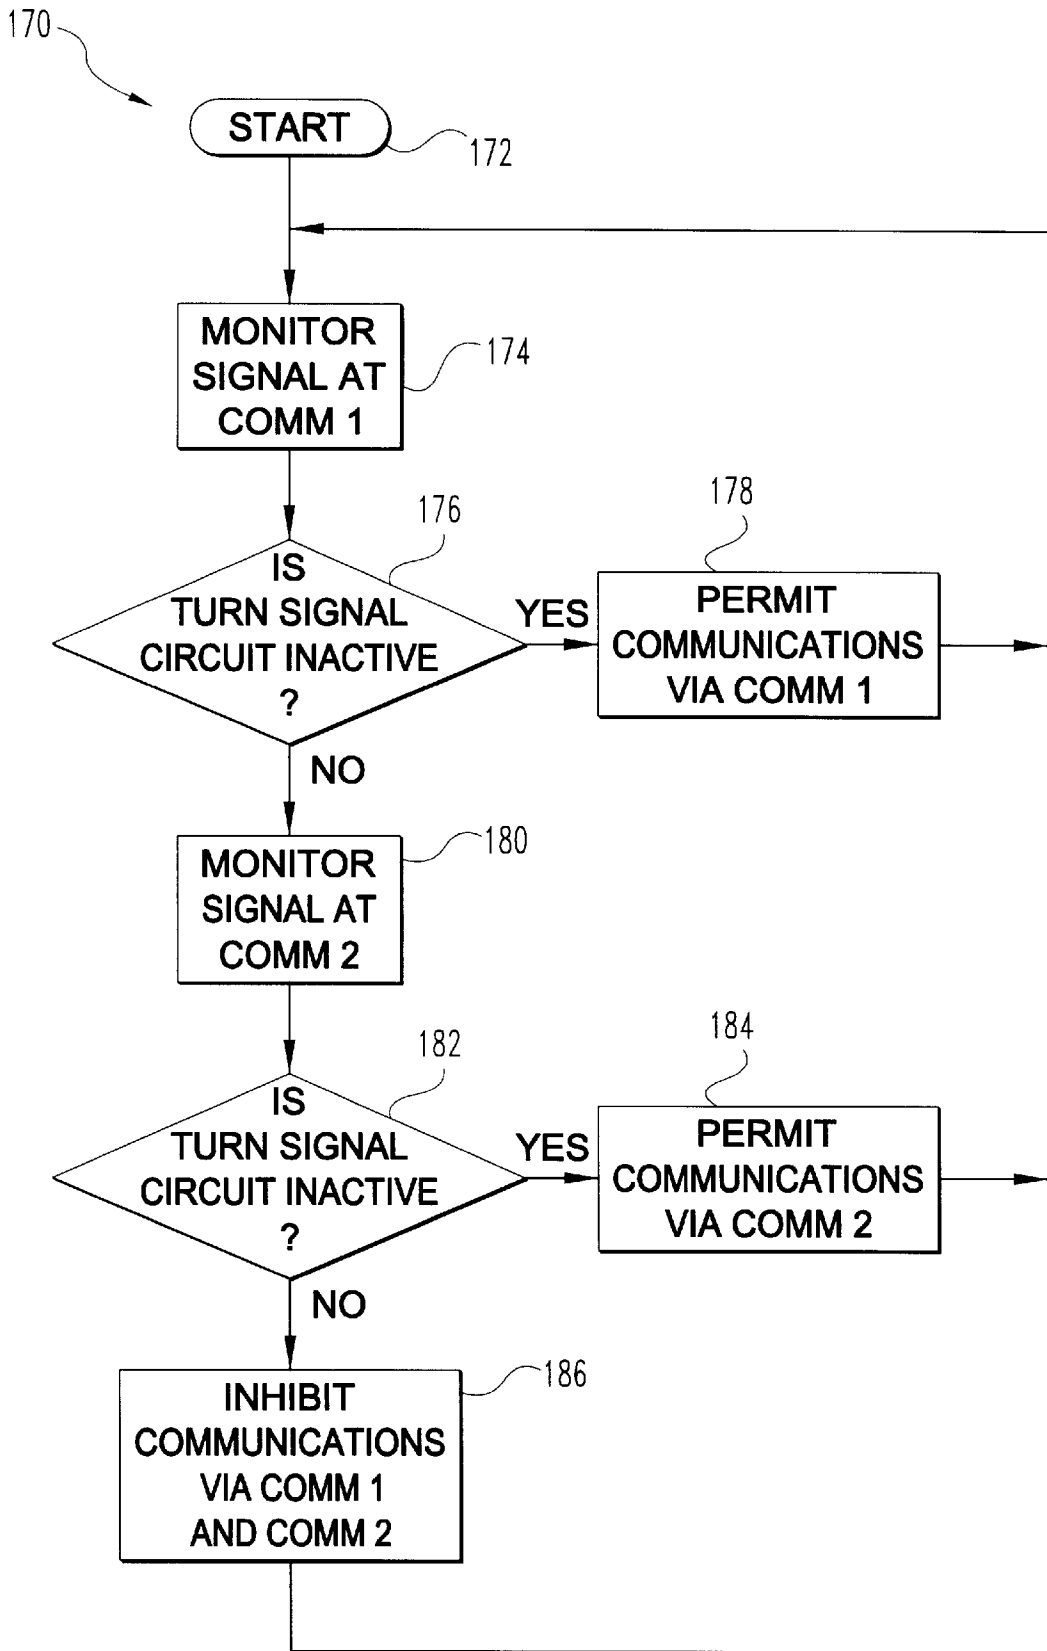 170
START
172
MONITOR
SIGNAL AT
COMM 1
174
176
IS
TURN SIGNAL
CIRCUIT INACTIVE
?
YES
178
PERMIT
COMMUNICATIONS
VIA COMM 1
NO
MONITOR
SIGNAL AT
COMM 2
180
182
IS
TURN SIGNAL
CIRCUIT INACTIVE
?
YES
184
PERMIT
COMMUNICATIONS
VIA COMM 2
NO
INHIBIT
COMMUNICATIONS
VIA COMM 1
AND COMM 2
186